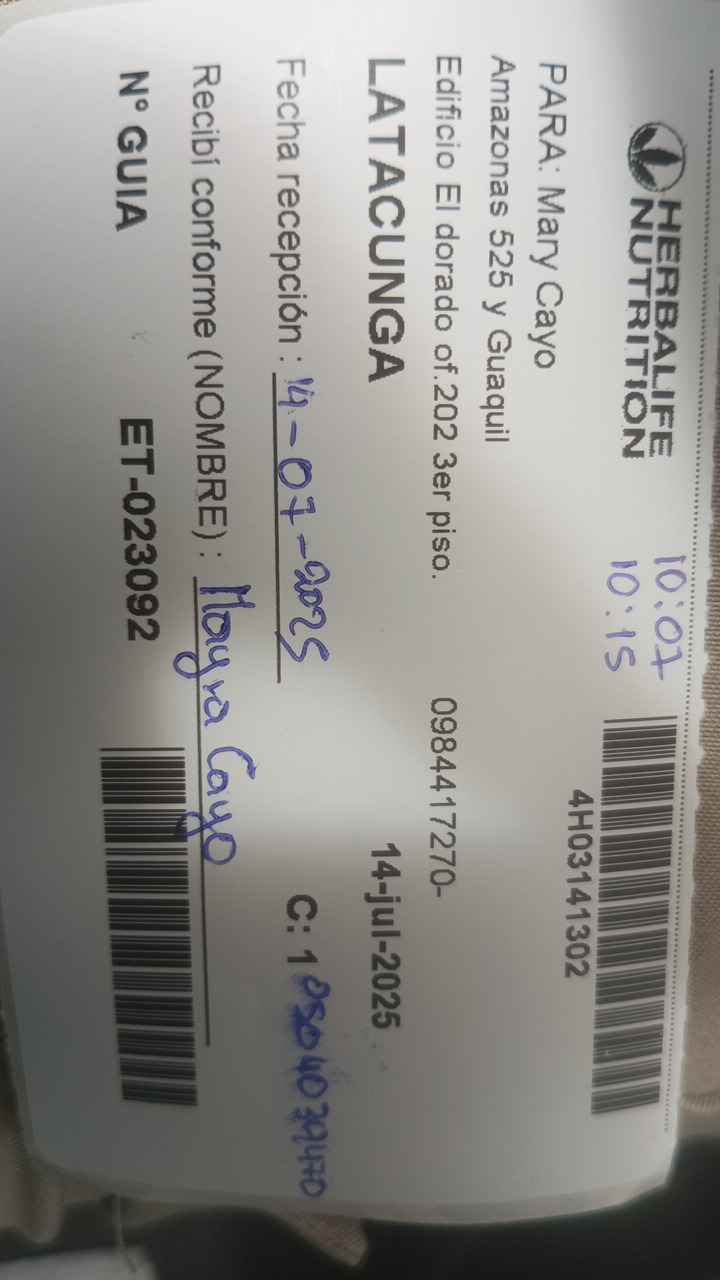 HERBALIFE
NUTRITION
10:07
10:15
4H03141302
PARA: Mary Cayo
Amazonas 525 y Guaquil
Edificio El dorado of.202 3er piso. 0984417270-
LATACUNGA 14-jul-2025
Fecha recepción : 14-07-2025 C: 1
Recibí conforme (NOMBRE) : Mayra Cayo
N° GUIA ET-023092